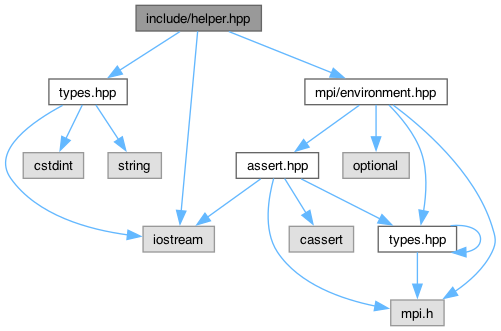 include/helper.hpp
types.hpp
mpi/environment.hpp
cstdint
string
assert.hpp
optional
iostream
cassert
types.hpp
mpi.h